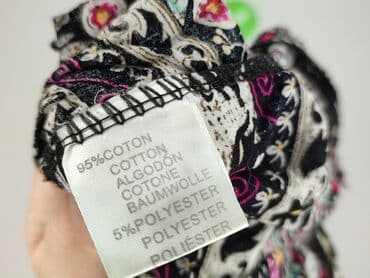 95%COTON
COTTON
ALGODÓN
COTONE
BAUMWOLLE
5%POLYESTER
POLYESTER
POLIÉSTER